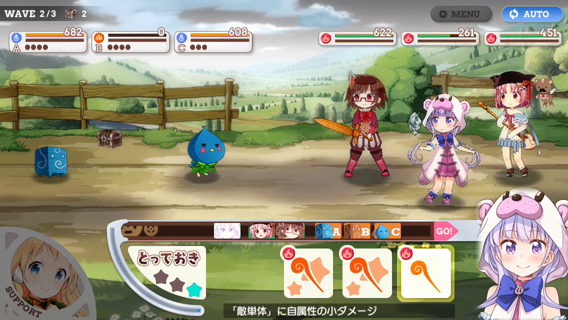 WAVE 2/3 2
MENU
AUTO
682
A
0
B
608
C
622
261
451
A B C GO!
とっておき
SUPPORT
「敵単体」に自属性の小ダメージ